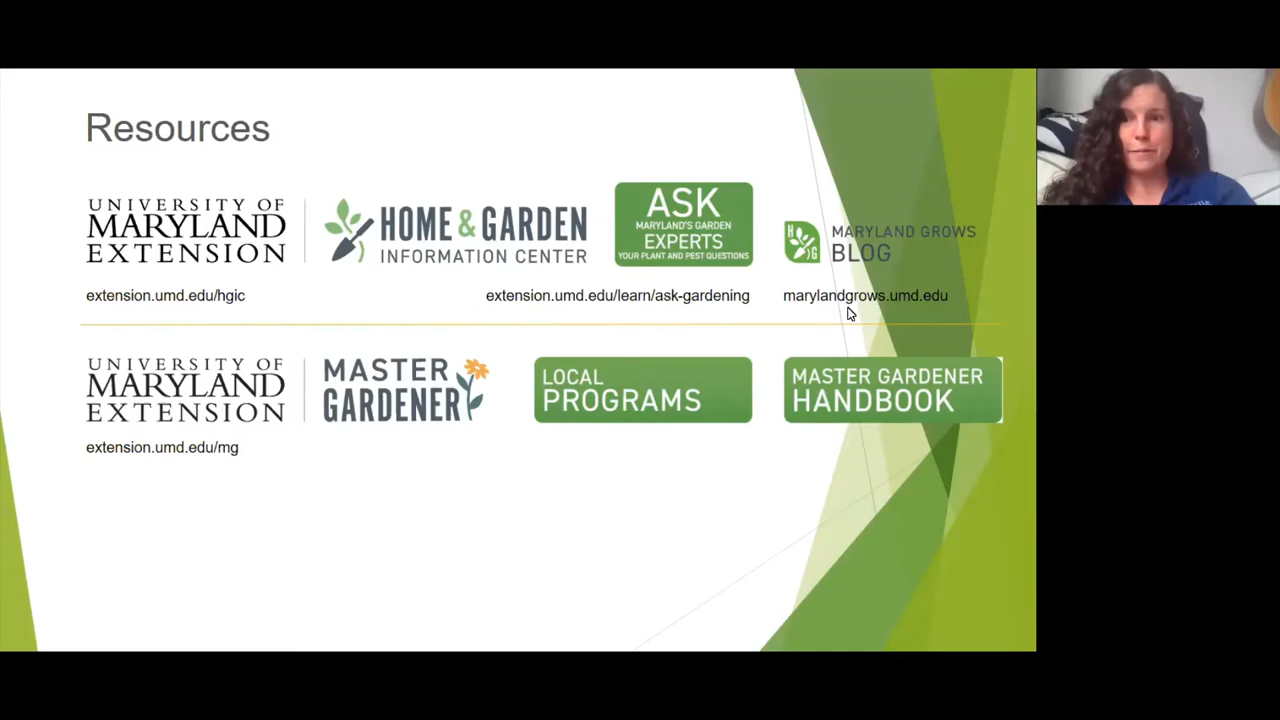 Resources
UNIVERSITY OF
MARYLAND
EXTENSION
HOME & GARDEN
INFORMATION CENTER
ASK
MARYLAND'S GARDEN
EXPERTS
YOUR PLANT AND PEST QUESTIONS
H
G
MARYLAND GROWS
BLOG
extension.umd.edu/hgic
extension.umd.edu/learn/ask-gardening
marylandgrows.umd.edu
UNIVERSITY OF
MARYLAND
EXTENSION
MASTER
GARDENER
LOCAL
PROGRAMS
MASTER GARDENER
HANDBOOK
extension.umd.edu/mg